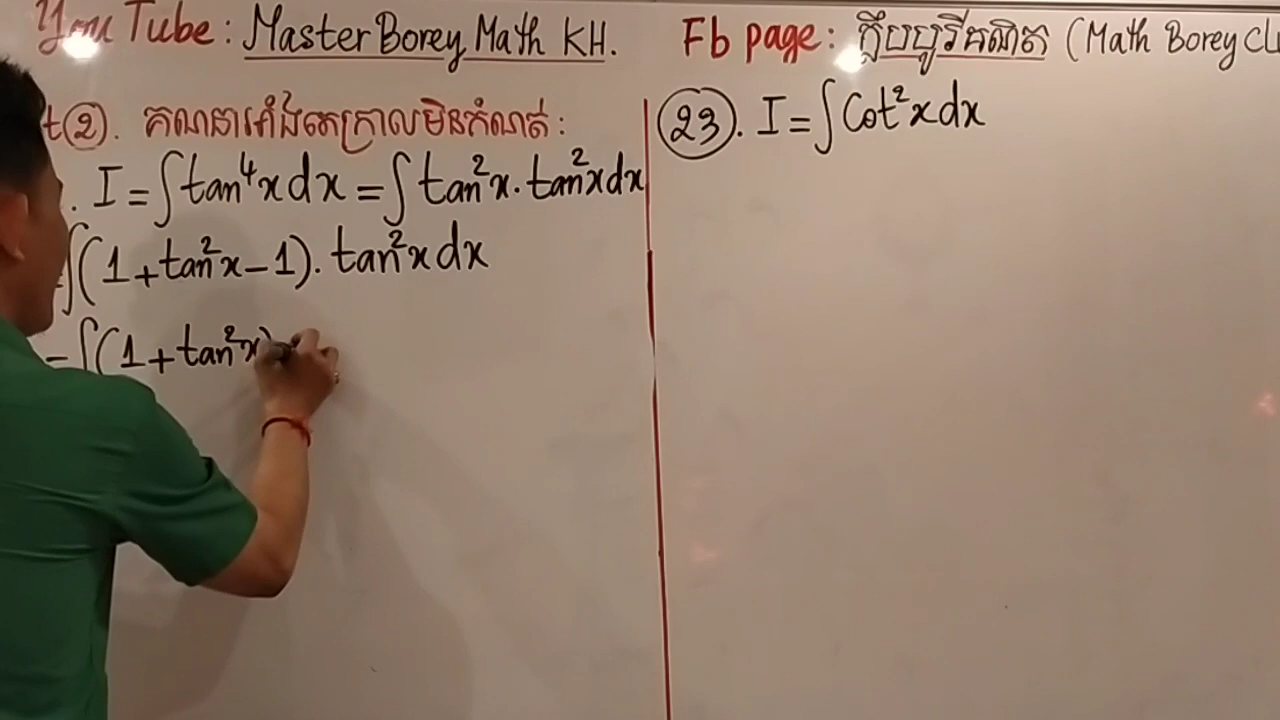 You Tube : Master Borey Math KH.
Fb page : ក្លឹបបូរីគណិត (Math Borey Cl
t(2). គណនាអាំងតេក្រាលមិនកំណត់ :
. I = ∫tan⁴x dx = ∫tan²x . tan²x dx
∫(1 + tan²x − 1) . tan²x dx
= ∫(1 + tan²x)
23. I = ∫Cot²x dx